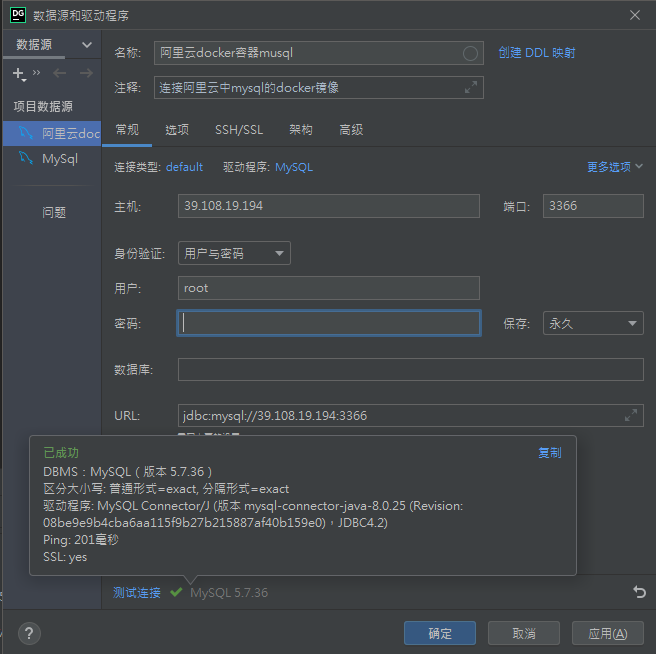 DG 数据源和驱动程序
数据源
名称: 阿里云docker容器musql 创建 DDL 映射
注释: 连接阿里云中mysql的docker镜像
项目数据源
阿里云doc
MySql
问题
常规 选项 SSH/SSL 架构 高级
连接类型: default 驱动程序: MySQL 更多选项
主机: 39.108.19.194 端口: 3366
身份验证: 用户与密码
用户: root
密码: 保存: 永久
数据库:
URL: jdbc:mysql://39.108.19.194:3366
已成功 复制
DBMS：MySQL（版本 5.7.36）
区分大小写: 普通形式=exact, 分隔形式=exact
驱动程序: MySQL Connector/J (版本 mysql-connector-java-8.0.25 (Revision:
08be9e9b4cba6aa115f9b27b215887af40b159e0)，JDBC4.2)
Ping: 201毫秒
SSL: yes
测试连接 MySQL 5.7.36
? 确定 取消 应用(A)